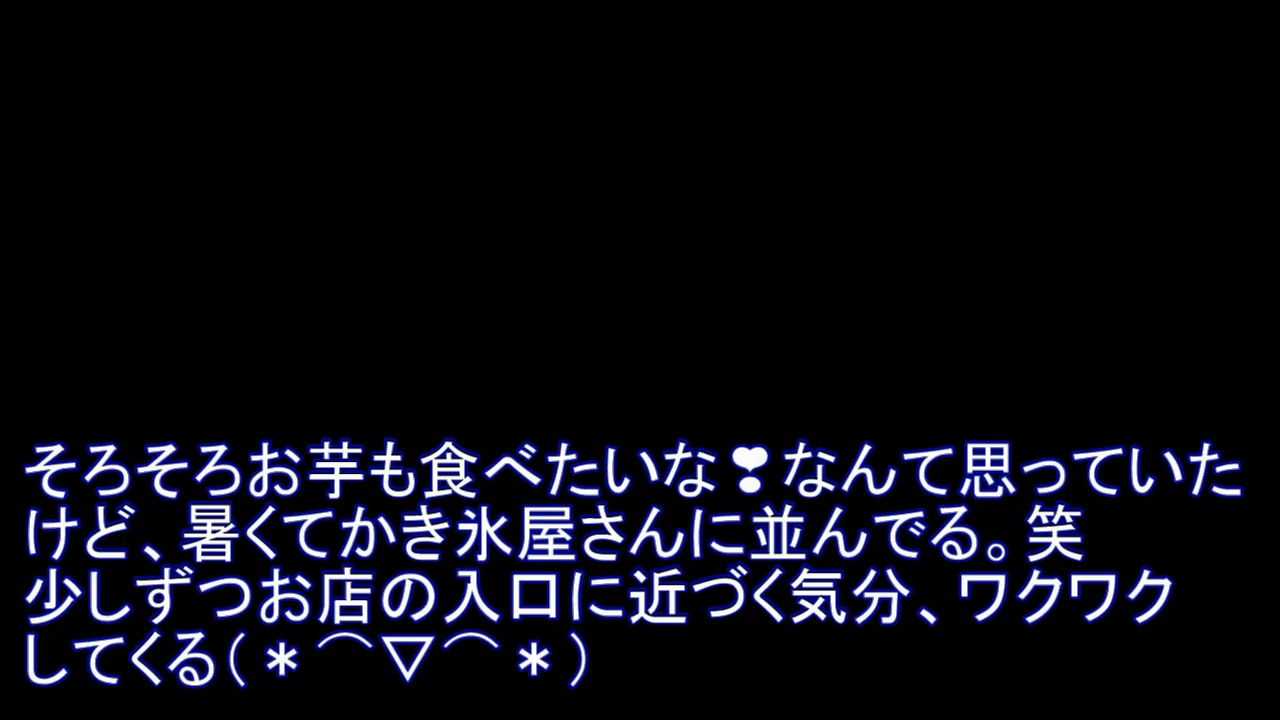 そろそろお芋も食べたいな❣なんて思っていた
けど、暑くてかき氷屋さんに並んでる。笑
少しずつお店の入口に近づく気分、ワクワク
してくる(＊⌒▽⌒＊)